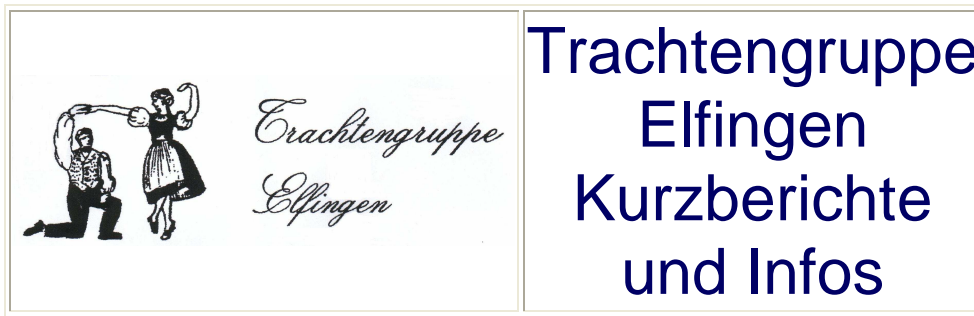 Trachtengruppe
Elfingen
Trachtengruppe
Elfingen
Kurzberichte
und Infos